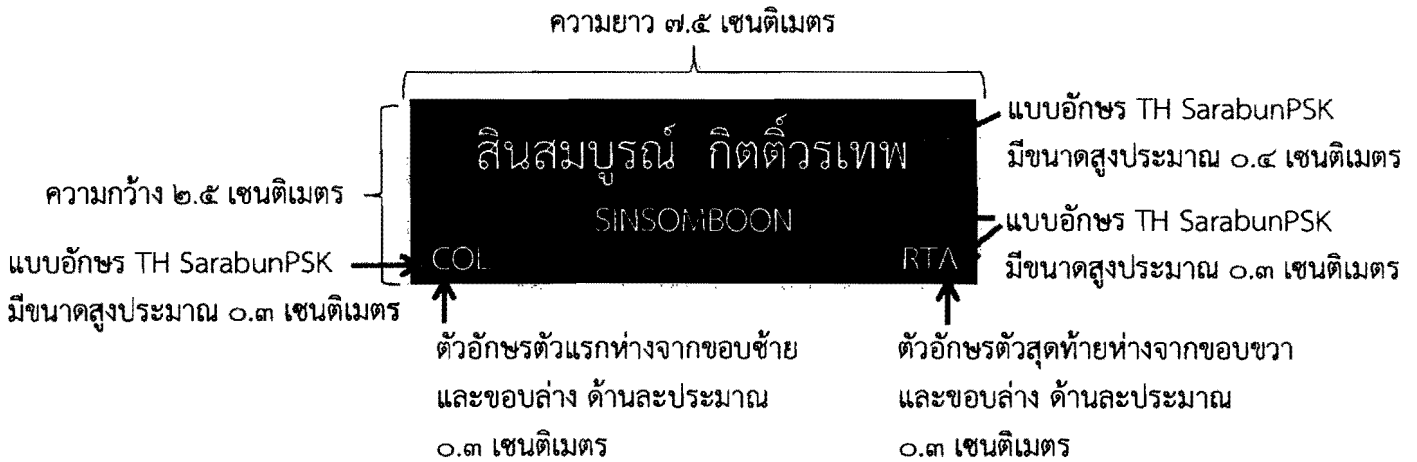 ความยาว ๗.๕ เซนติเมตร
แบบอักษร TH SarabunPSK
มีขนาดสูงประมาณ ๐.๔ เซนติเมตร
สินสมบูรณ์ กิตติ์วรเทพ
ความกว้าง ๒.๕ เซนติเมตร
SINSOMBOON
แบบอักษร TH SarabunPSK
มีขนาดสูงประมาณ ๐.๓ เซนติเมตร
แบบอักษร TH SarabunPSK
มีขนาดสูงประมาณ ๐.๓ เซนติเมตร
COL
RTA
ตัวอักษรตัวแรกห่างจากขอบซ้าย
และขอบล่าง ด้านละประมาณ
๐.๓ เซนติเมตร
ตัวอักษรตัวสุดท้ายห่างจากขอบขวา
และขอบล่าง ด้านละประมาณ
๐.๓ เซนติเมตร